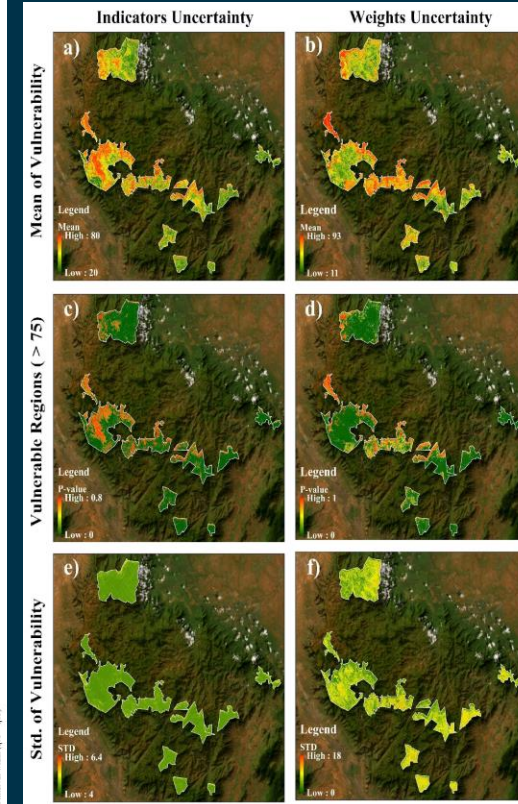 Indicators Uncertainty
Weights Uncertainty
Mean of Vulnerability
a)
Legend
Mean
High : 80
Low : 20
b)
Legend
Mean
High : 93
Low : 11
Vulnerable Regions ( > 75)
c)
Legend
P-value
High : 0.8
Low : 0
d)
Legend
P-value
High : 1
Low : 0
Std. of Vulnerability
e)
Legend
STD
High : 6.4
Low : 4
f)
Legend
STD
High : 18
Low : 0